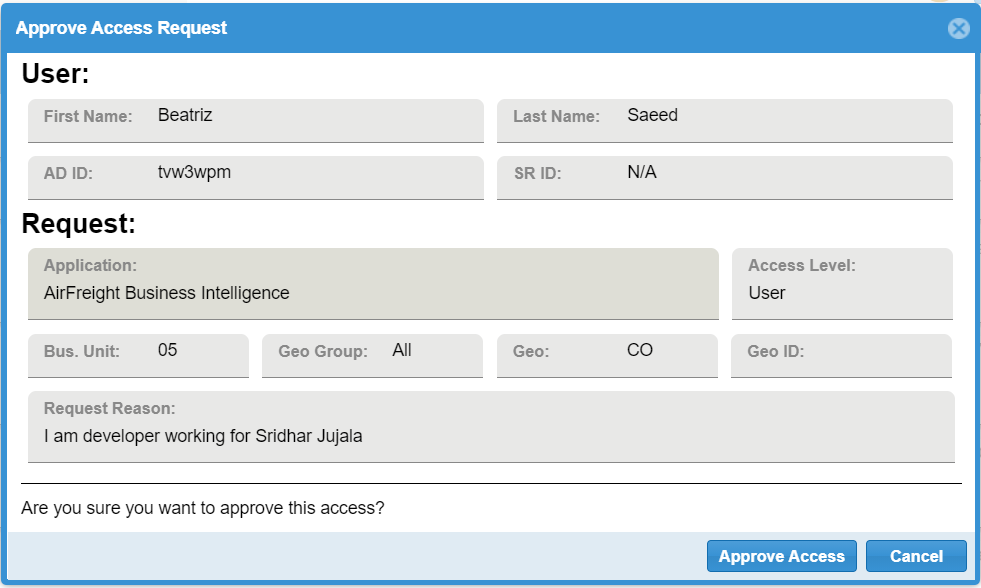 Approve Access Request
User:
First Name: Beatriz Last Name: Saeed
AD ID: tvw3wpm SR ID: N/A
Request:
Application: Access Level:
AirFreight Business Intelligence User
Bus. Unit: 05 Geo Group: All Geo: CO Geo ID:
Request Reason:
I am developer working for Sridhar Jujala
Are you sure you want to approve this access?
Approve Access Cancel